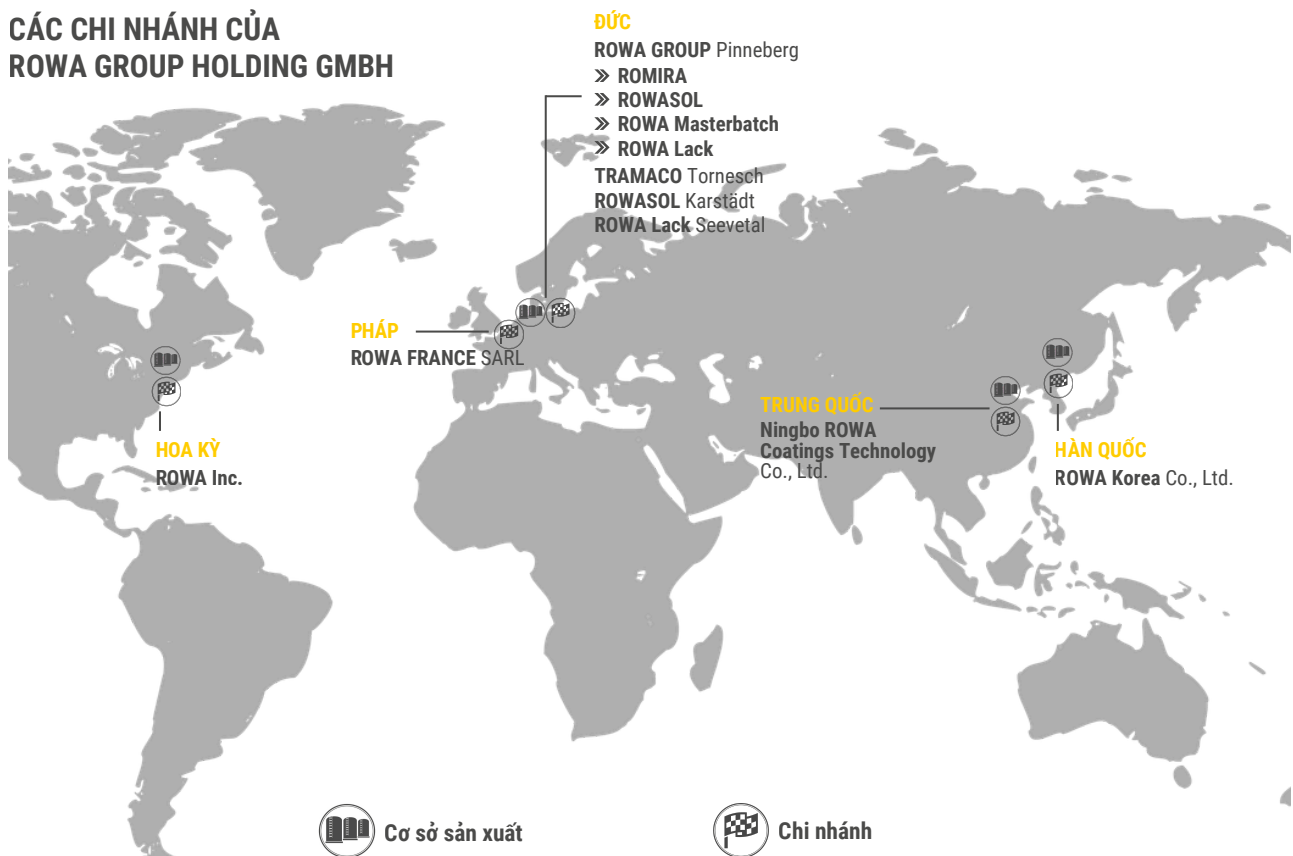 CÁC CHI NHÁNH CỦA
ROWA GROUP HOLDING GMBH
ĐỨC
ROWA GROUP Pinneberg
» ROMIRA
» ROWASOL
» ROWA Masterbatch
» ROWA Lack
TRAMACO Tornesch
ROWASOL Karstädt
ROWA Lack Seevetal
PHÁP
ROWA FRANCE SARL
HOA KỲ
ROWA Inc.
TRUNG QUỐC
Ningbo ROWA
Coatings Technology
Co., Ltd.
HÀN QUỐC
ROWA Korea Co., Ltd.
Cơ sở sản xuất
Chi nhánh